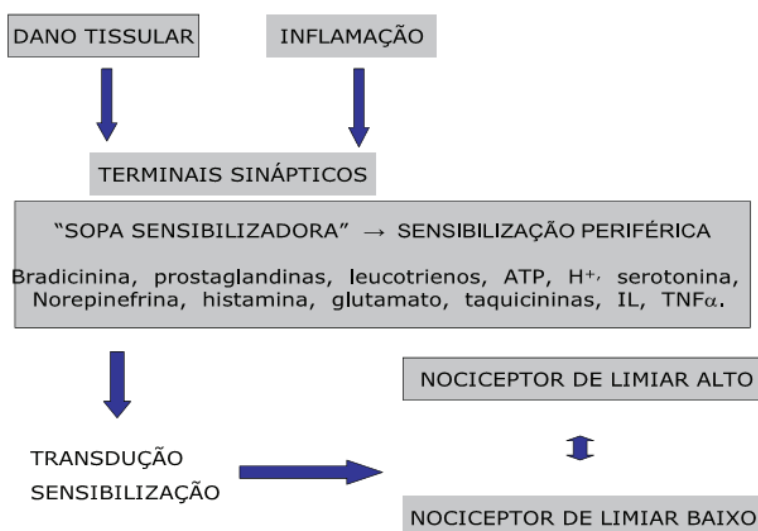 DANO TISSULAR
INFLAMAÇÃO
TERMINAIS SINÁPTICOS
“SOPA SENSIBILIZADORA” → SENSIBILIZAÇÃO PERIFÉRICA
Bradicinina, prostaglandinas, leucotrienos, ATP, H⁺, serotonina,
Norepinefrina, histamina, glutamato, taquicininas, IL, TNFα.
NOCICEPTOR DE LIMIAR ALTO
TRANSDUÇÃO
SENSIBILIZAÇÃO
NOCICEPTOR DE LIMIAR BAIXO